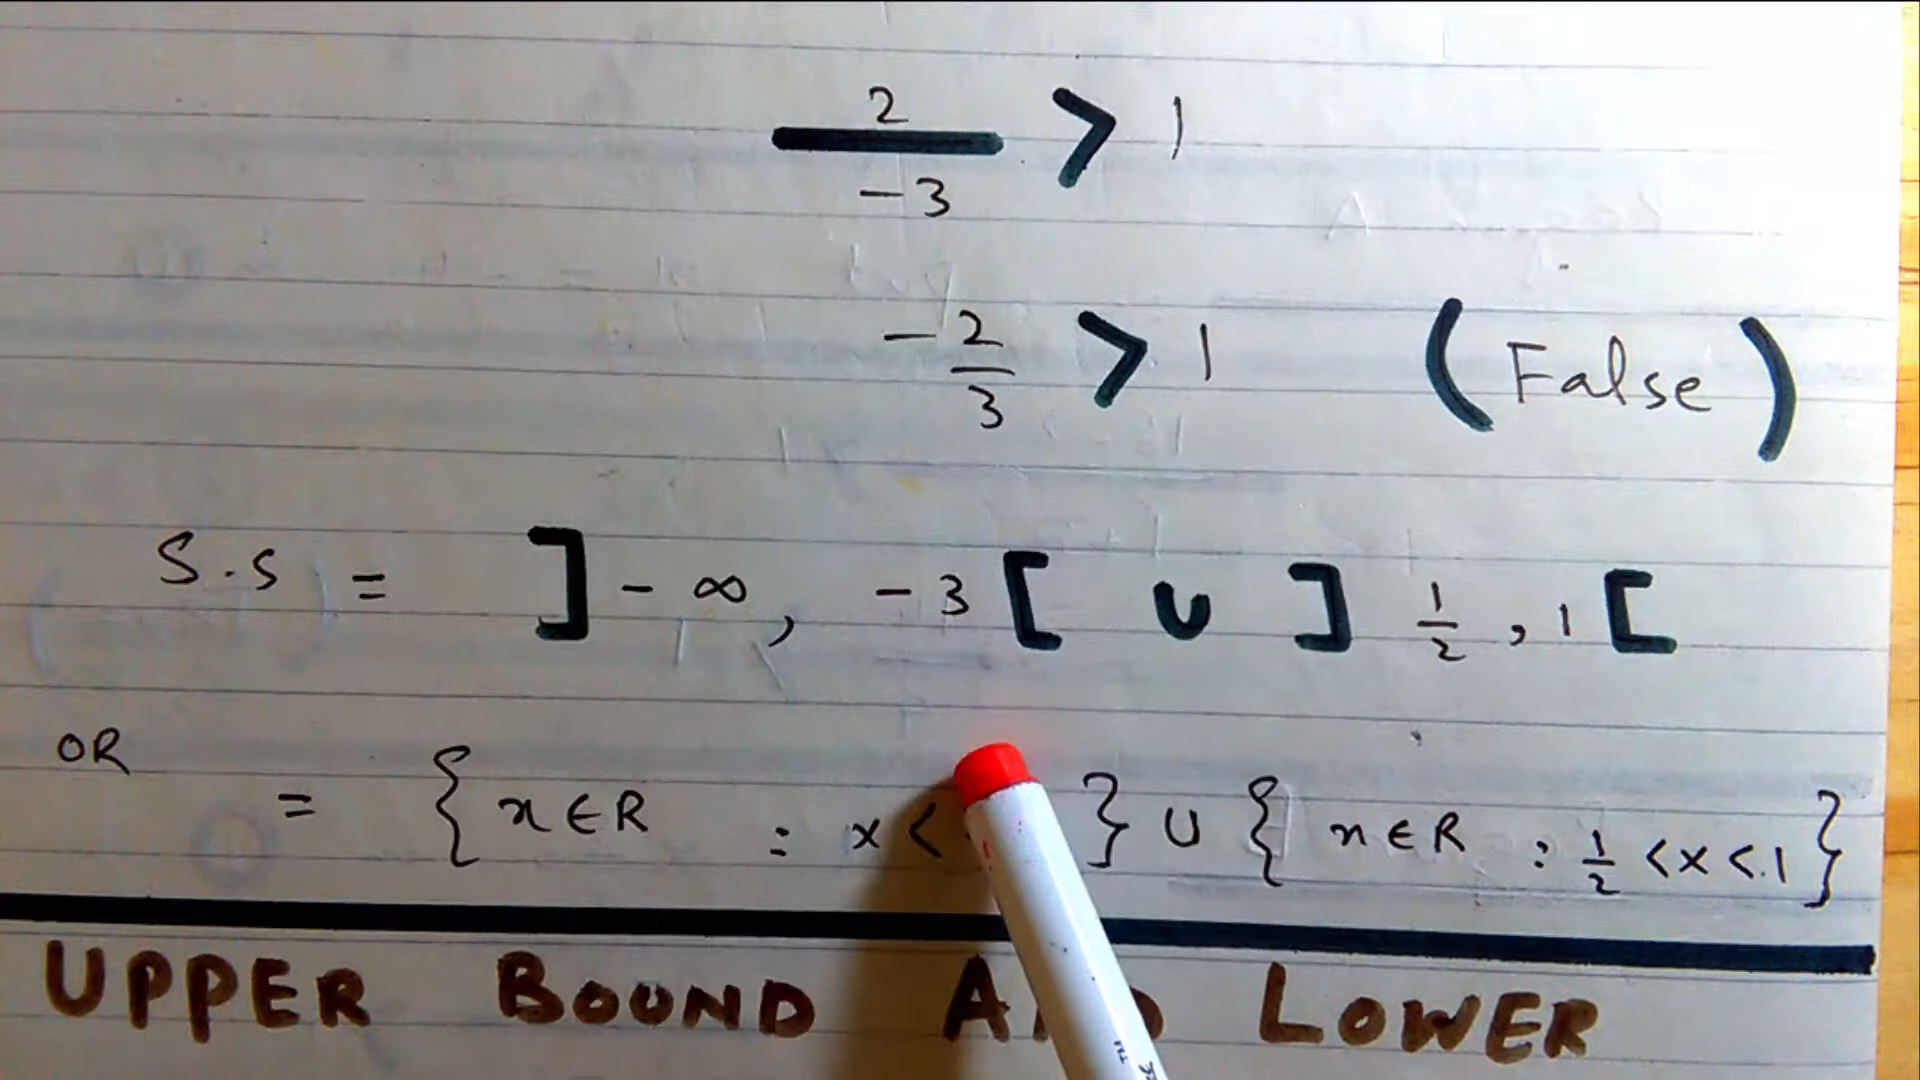 2/-3 > 1
-2/3 > 1 (False)
S.S = ]-∞, -3[ ∪ ]1/2, 1[
OR = {x∈R : x< } ∪ {x∈R : 1/2 <x<1}
UPPER BOUND LOWER